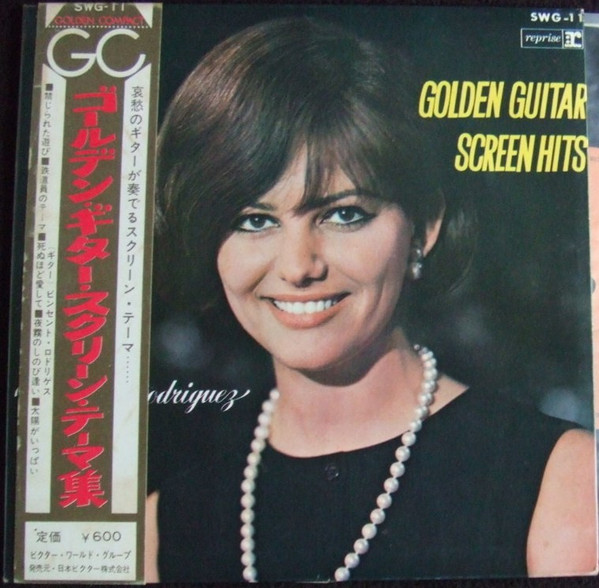 SWG-11
GOLDEN COMPACT
GC
哀愁のギターが奏でるスクリーン・テーマ……
ゴールデン・ギター・スクリーン・テーマ集
(ギター) ビンセント・ロドリゲス
■禁じられた遊び■鉄道員のテーマ■死ぬほど愛して■夜霧のしのび逢い■太陽がいっぱい
定価 ¥600
ビクター・ワールド・グループ
発売元・日本ビクター株式会社
SWG-11
reprise
R
GOLDEN GUITAR
SCREEN HITS
odriguez